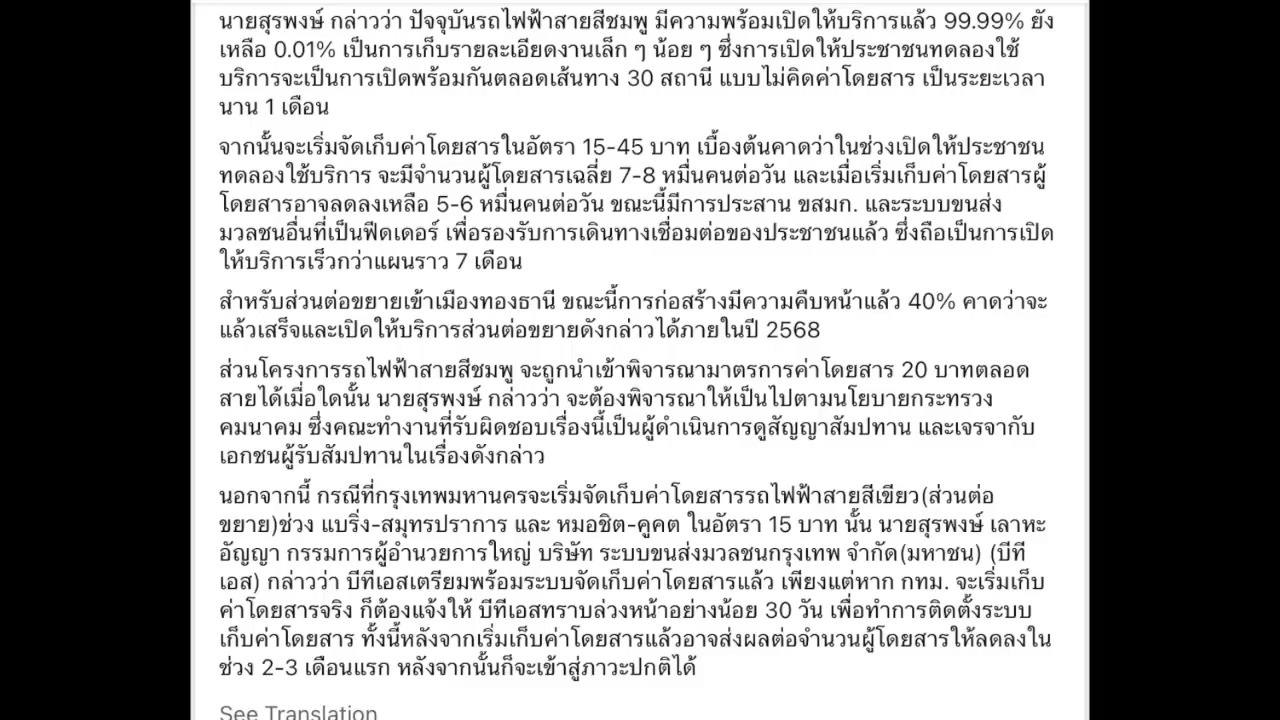 นายสุรพงษ์ กล่าวว่า ปัจจุบันรถไฟฟ้าสายสีชมพู มีความพร้อมเปิดให้บริการแล้ว 99.99% ยัง
เหลือ 0.01% เป็นการเก็บรายละเอียดงานเล็ก ๆ น้อย ๆ ซึ่งการเปิดให้ประชาชนทดลองใช้
บริการจะเป็นการเปิดพร้อมกันตลอดเส้นทาง 30 สถานี แบบไม่คิดค่าโดยสาร เป็นระยะเวลา
นาน 1 เดือน
จากนั้นจะเริ่มจัดเก็บค่าโดยสารในอัตรา 15-45 บาท เบื้องต้นคาดว่าในช่วงเปิดให้ประชาชน
ทดลองใช้บริการ จะมีจำนวนผู้โดยสารเฉลี่ย 7-8 หมื่นคนต่อวัน และเมื่อเริ่มเก็บค่าโดยสารผู้
โดยสารอาจลดลงเหลือ 5-6 หมื่นคนต่อวัน ขณะนี้มีการประสาน ขสมก. และระบบขนส่ง
มวลชนอื่นที่เป็นฟีดเดอร์ เพื่อรองรับการเดินทางเชื่อมต่อของประชาชนแล้ว ซึ่งถือเป็นการเปิด
ให้บริการเร็วกว่าแผนราว 7 เดือน
สำหรับส่วนต่อขยายเข้าเมืองทองธานี ขณะนี้การก่อสร้างมีความคืบหน้าแล้ว 40% คาดว่าจะ
แล้วเสร็จและเปิดให้บริการส่วนต่อขยายดังกล่าวได้ภายในปี 2568
ส่วนโครงการรถไฟฟ้าสายสีชมพู จะถูกนำเข้าพิจารณามาตรการค่าโดยสาร 20 บาทตลอด
สายได้เมื่อใดนั้น นายสุรพงษ์ กล่าวว่า จะต้องพิจารณาให้เป็นไปตามนโยบายกระทรวง
คมนาคม ซึ่งคณะทำงานที่รับผิดชอบเรื่องนี้เป็นผู้ดำเนินการดูสัญญาสัมปทาน และเจรจากับ
เอกชนผู้รับสัมปทานในเรื่องดังกล่าว
นอกจากนี้ กรณีที่กรุงเทพมหานครจะเริ่มจัดเก็บค่าโดยสารรถไฟฟ้าสายสีเขียว(ส่วนต่อ
ขยาย)ช่วง แบริ่ง-สมุทรปราการ และ หมอชิต-คูคต ในอัตรา 15 บาท นั้น นายสุรพงษ์ เลาหะ
อัญญา กรรมการผู้อำนวยการใหญ่ บริษัท ระบบขนส่งมวลชนกรุงเทพ จำกัด(มหาชน) (บีที
เอส) กล่าวว่า บีทีเอสเตรียมพร้อมระบบจัดเก็บค่าโดยสารแล้ว เพียงแต่หาก กทม. จะเริ่มเก็บ
ค่าโดยสารจริง ก็ต้องแจ้งให้ บีทีเอสทราบล่วงหน้าอย่างน้อย 30 วัน เพื่อทำการติดตั้งระบบ
เก็บค่าโดยสาร ทั้งนี้หลังจากเริ่มเก็บค่าโดยสารแล้วอาจส่งผลต่อจำนวนผู้โดยสารให้ลดลงใน
ช่วง 2-3 เดือนแรก หลังจากนั้นก็จะเข้าสู่ภาวะปกติได้
See Translation